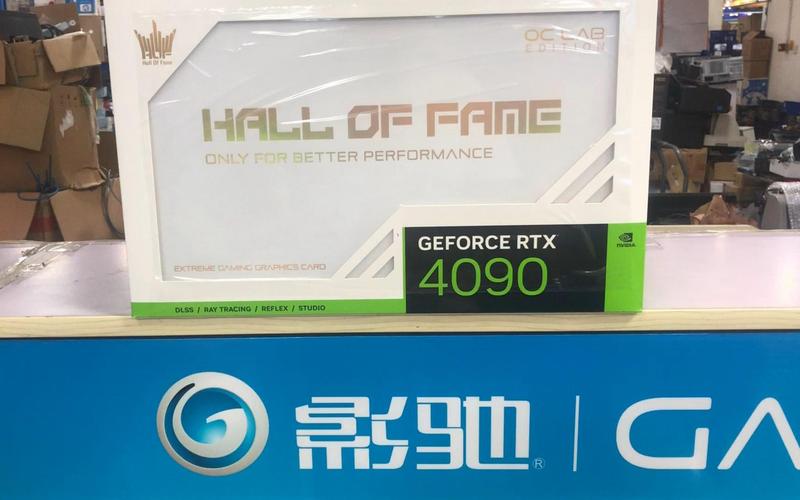 Hall Of Fame
OC LAB
EDITION
HALL OF FAME
ONLY FOR BETTER PERFORMANCE
EXTREME GAMING GRAPHICS CARD
GEFORCE RTX
4090
NVIDIA
DLSS / RAY TRACING / REFLEX / STUDIO
影驰® | GA